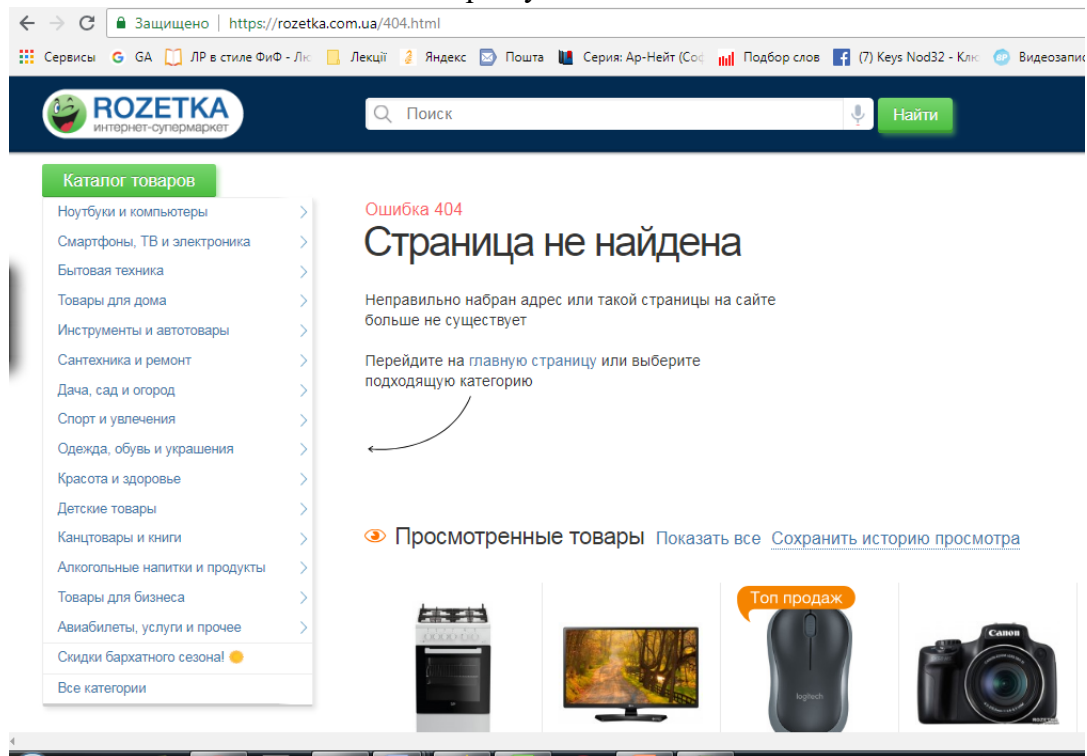 Защищено | https://rozetka.com.ua/404.html
Сервисы GA ЛР в стиле ФиФ - Лю Лекції Яндекс Пошта Серия: Ар-Нейт (Соф Подбор слов (7) Keys Nod32 - Клю Видеозапис
ROZETKA
интернет-супермаркет
Поиск
Найти
Каталог товаров
Ноутбуки и компьютеры
Смартфоны, ТВ и электроника
Бытовая техника
Товары для дома
Инструменты и автотовары
Сантехника и ремонт
Дача, сад и огород
Спорт и увлечения
Одежда, обувь и украшения
Красота и здоровье
Детские товары
Канцтовары и книги
Алкогольные напитки и продукты
Товары для бизнеса
Авиабилеты, услуги и прочее
Скидки бархатного сезона!
Все категории
Ошибка 404
Страница не найдена
Неправильно набран адрес или такой страницы на сайте
больше не существует
Перейдите на главную страницу или выберите
подходящую категорию
Просмотренные товары Показать все Сохранить историю просмотра
Топ продаж
logitech
Canon
ROZETKA